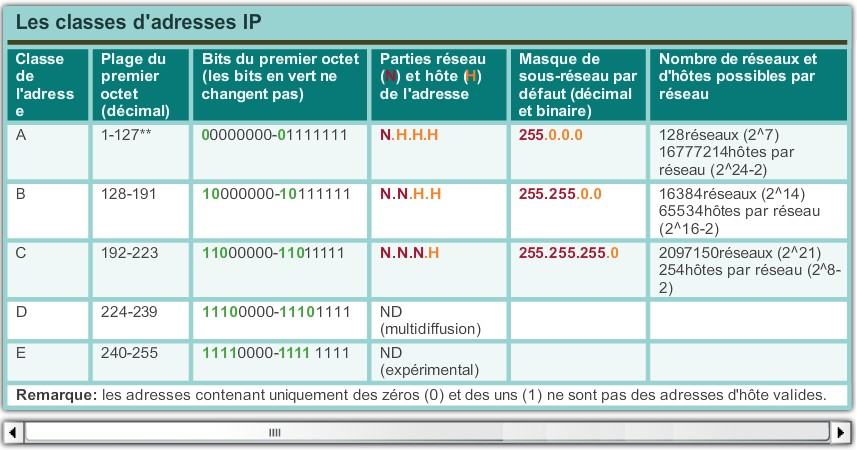 Les classes d'adresses IP
Classe
de
l'adress
e
Plage du
premier
octet
(décimal)
Bits du premier octet
(les bits en vert ne
changent pas)
Parties réseau
(N) et hôte (H)
de l'adresse
Masque de
sous-réseau par
défaut (décimal
et binaire)
Nombre de réseaux et
d'hôtes possibles par
réseau
A
1-127**
00000000-01111111
N.H.H.H
255.0.0.0
128réseaux (2^7)
16777214hôtes par
réseau (2^24-2)
B
128-191
10000000-10111111
N.N.H.H
255.255.0.0
16384réseaux (2^14)
65534hôtes par réseau
(2^16-2)
C
192-223
11000000-11011111
N.N.N.H
255.255.255.0
2097150réseaux (2^21)
254hôtes par réseau (2^8-
2)
D
224-239
11100000-11101111
ND
(multidiffusion)
E
240-255
11110000-1111 1111
ND
(expérimental)
Remarque: les adresses contenant uniquement des zéros (0) et des uns (1) ne sont pas des adresses d'hôte valides.